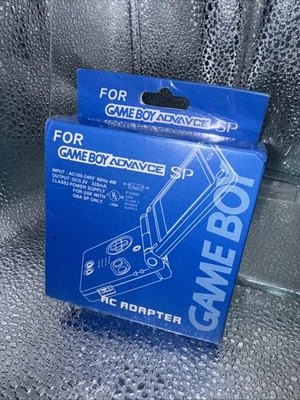 FOR
GAME BOY ADVANCE SP
FOR
GAME BOY ADVANCE SP
INPUT : AC100-240V 60Hz 4W
OUTPUT : DC5.2V 320mA
CLASS2 POWER SUPPLY
FOR USE WITH
GBA SP ONLY
AC ADAPTER
GAME BOY